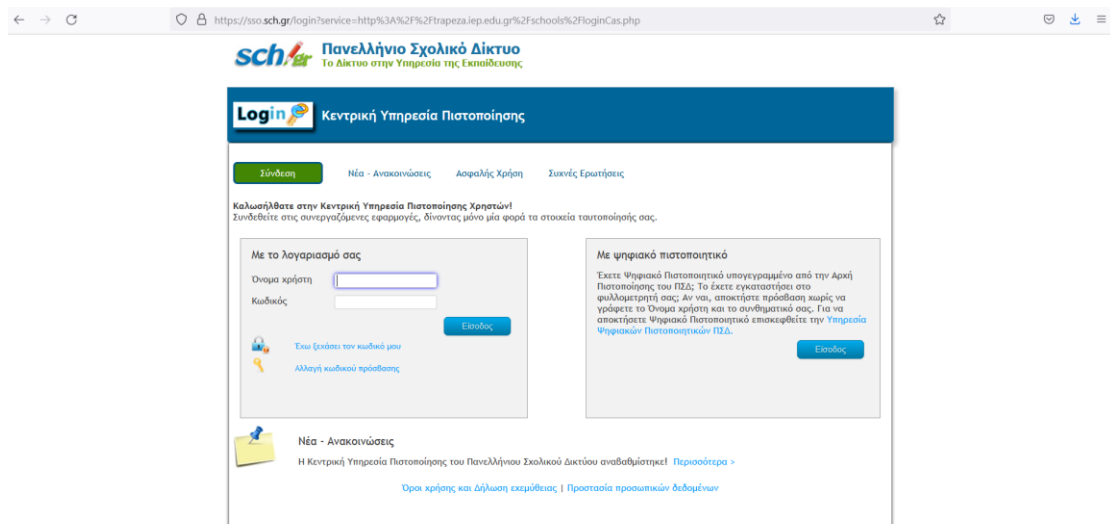 https://sso.sch.gr/login?service=http%3A%2F%2Ftrapeza.iep.edu.gr%2Fschools%2FloginCas.php
sch.gr
Πανελλήνιο Σχολικό Δίκτυο
Το Δίκτυο στην Υπηρεσία της Εκπαίδευσης
Login
Κεντρική Υπηρεσία Πιστοποίησης
Σύνδεση
Νέα - Ανακοινώσεις
Ασφαλής Χρήση
Συχνές Ερωτήσεις
Καλωσήλθατε στην Κεντρική Υπηρεσία Πιστοποίησης Χρηστών!
Συνδεθείτε στις συνεργαζόμενες εφαρμογές, δίνοντας μόνο μία φορά τα στοιχεία ταυτοποίησής σας.
Με το λογαριασμό σας
Όνομα χρήστη
Κωδικός
Είσοδος
Έχω ξεχάσει τον κωδικό μου
Αλλαγή κωδικού πρόσβασης
Με ψηφιακό πιστοποιητικό
Έχετε Ψηφιακό Πιστοποιητικό υπογεγραμμένο από την Αρχή
Πιστοποίησης του ΠΣΔ; Το έχετε εγκαταστήσει στο
φυλλομετρητή σας; Αν ναι, αποκτήστε πρόσβαση χωρίς να
γράφετε το Όνομα χρήστη και το συνθηματικό σας. Για να
αποκτήσετε Ψηφιακό Πιστοποιητικό επισκεφθείτε την Υπηρεσία
Ψηφιακών Πιστοποιητικών ΠΣΔ.
Είσοδος
Νέα - Ανακοινώσεις
Η Κεντρική Υπηρεσία Πιστοποίησης του Πανελλήνιου Σχολικού Δικτύου αναβαθμίστηκε! Περισσότερα >
Όροι χρήσης και Δήλωση εχεμύθειας | Προστασία προσωπικών δεδομένων